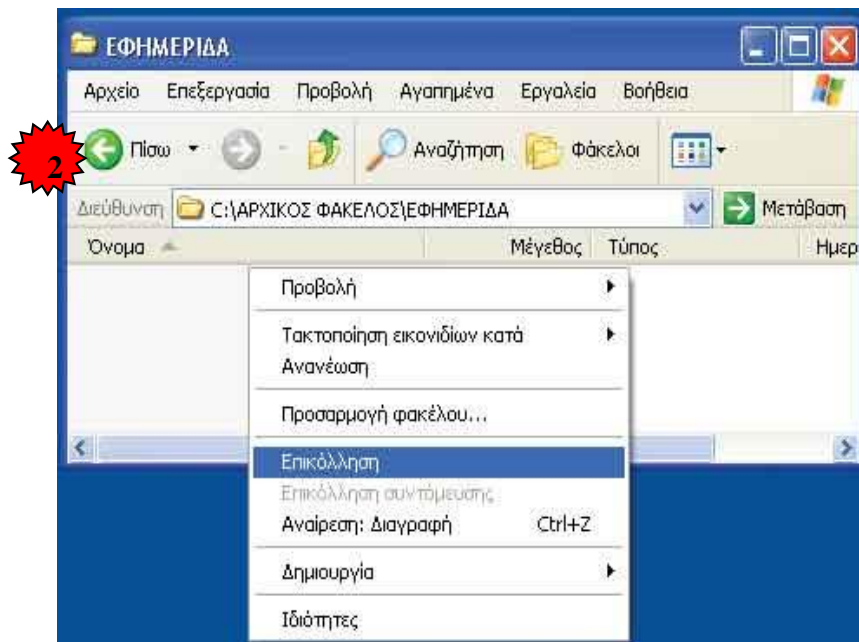 ΕΦΗΜΕΡΙΔΑ
Αρχείο Επεξεργασία Προβολή Αγαπημένα Εργαλεία Βοήθεια
2 Πίσω Αναζήτηση Φάκελοι
Διεύθυνση C:\ΑΡΧΙΚΟΣ ΦΑΚΕΛΟΣ\ΕΦΗΜΕΡΙΔΑ Μετάβαση
Όνομα Μέγεθος Τύπος Ημερ
Προβολή
Τακτοποίηση εικονιδίων κατά
Ανανέωση
Προσαρμογή φακέλου...
Επικόλληση
Επικόλληση συντόμευσης
Αναίρεση: Διαγραφή Ctrl+Z
Δημιουργία
Ιδιότητες